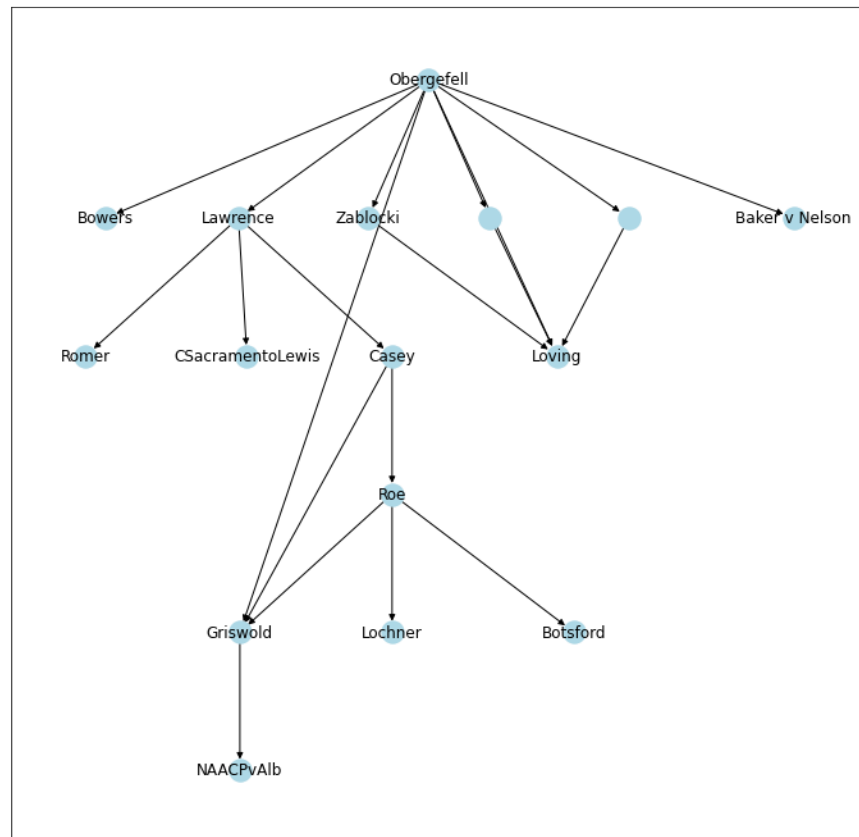 Obergefell
Bowers
Lawrence
Zablocki
Baker v Nelson
Romer
CSacramentoLewis
Casey
Loving
Roe
Griswold
Lochner
Botsford
NAACPvAlb